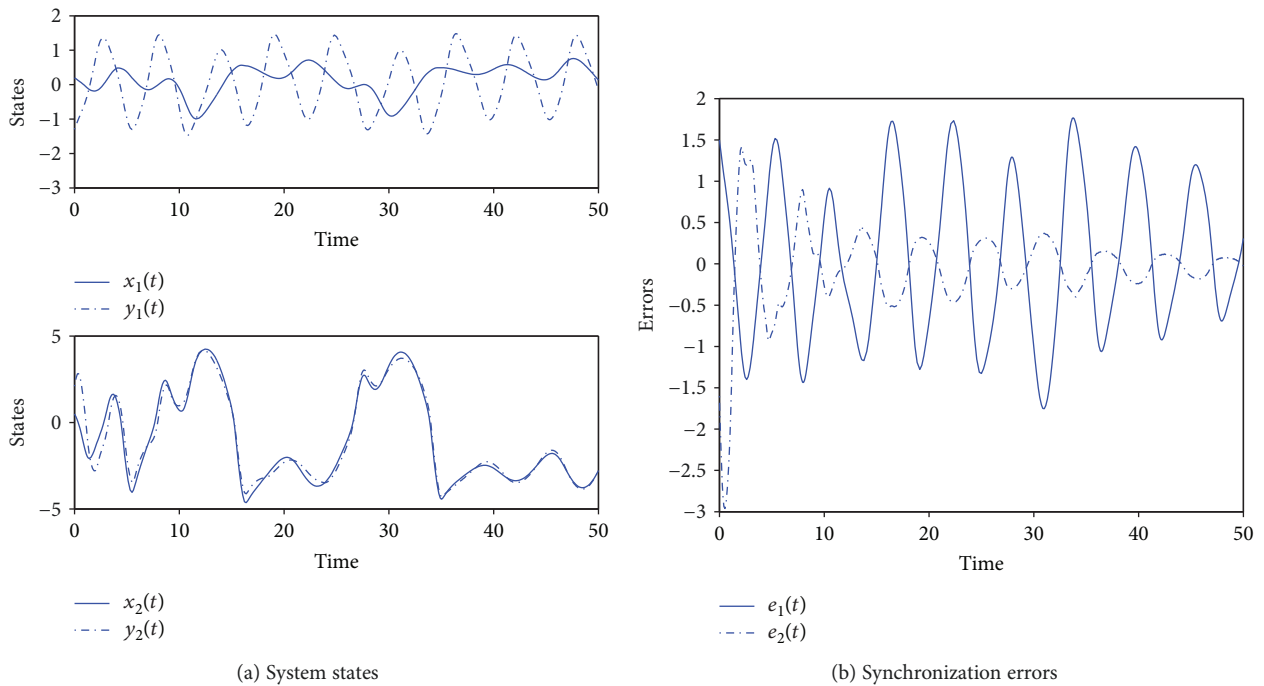 2
1
0
−1
−2
−3
States
0 10 20 30 40 50
Time
x1(t)
y1(t)
5
0
−5
States
0 10 20 30 40 50
Time
x2(t)
y2(t)
(a) System states
2
1.5
1
0.5
0
−0.5
−1
−1.5
−2
−2.5
−3
Errors
0 10 20 30 40 50
Time
e1(t)
e2(t)
(b) Synchronization errors